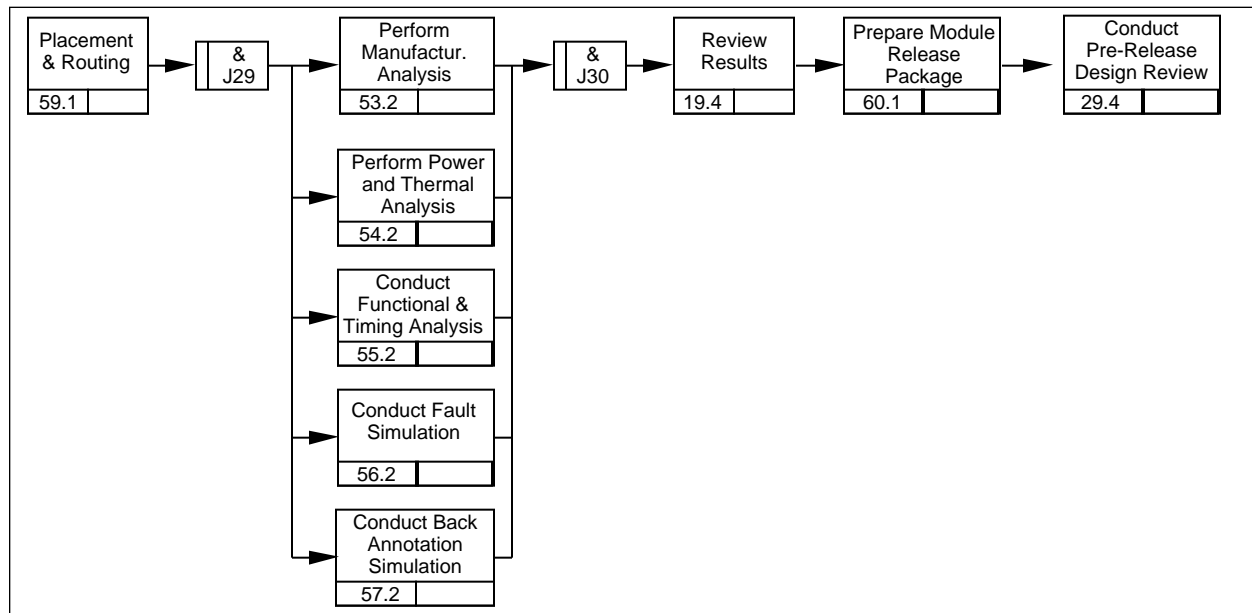 Placement
& Routing
59.1
&
J29
Perform
Manufactur.
Analysis
53.2
&
J30
Review
Results
19.4
Prepare Module
Release
Package
60.1
Conduct
Pre-Release
Design Review
29.4
Perform Power
and Thermal
Analysis
54.2
Conduct
Functional &
Timing Analysis
55.2
Conduct Fault
Simulation
56.2
Conduct Back
Annotation
Simulation
57.2